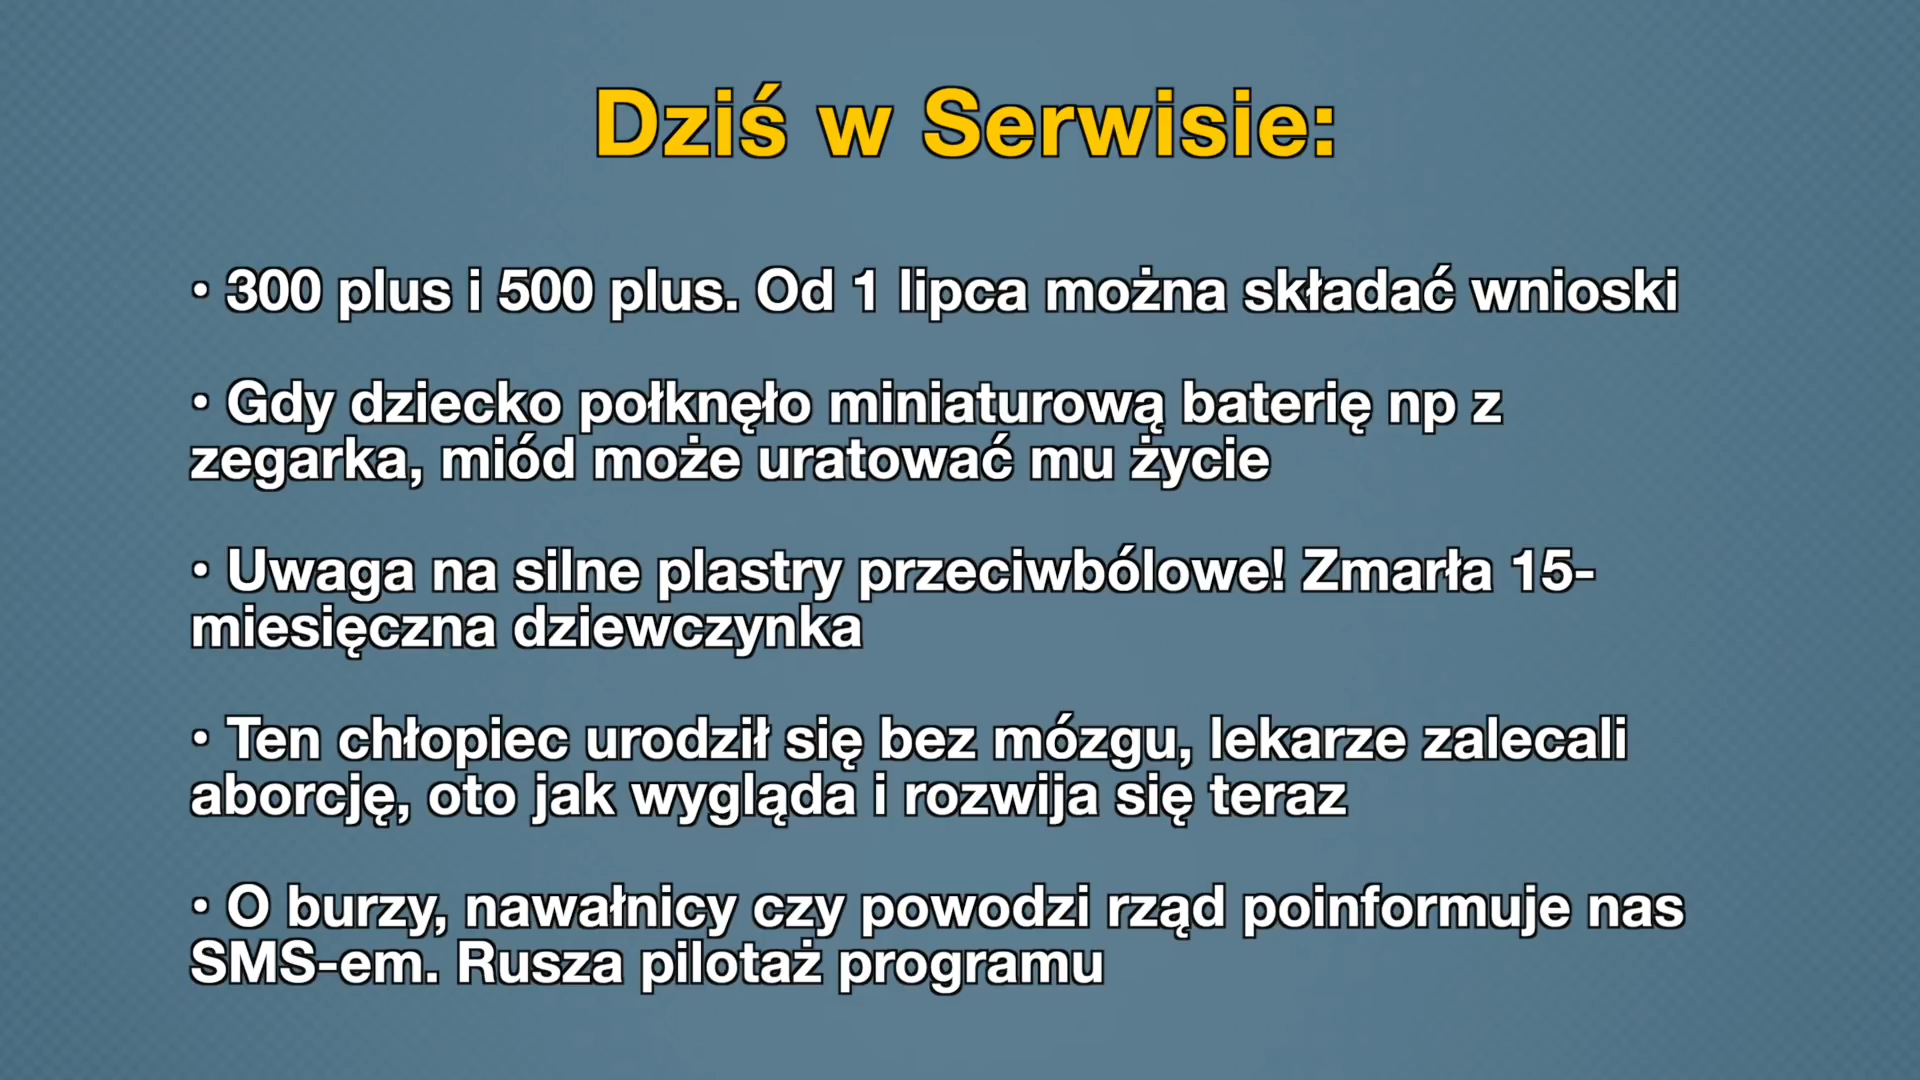 Dziś w Serwisie:
• 300 plus i 500 plus. Od 1 lipca można składać wnioski
• Gdy dziecko połknęło miniaturową baterię np z
zegarka, miód może uratować mu życie
• Uwaga na silne plastry przeciwbólowe! Zmarła 15-
miesięczna dziewczynka
• Ten chłopiec urodził się bez mózgu, lekarze zalecali
aborcję, oto jak wygląda i rozwija się teraz
• O burzy, nawałnicy czy powodzi rząd poinformuje nas
SMS-em. Rusza pilotaż programu